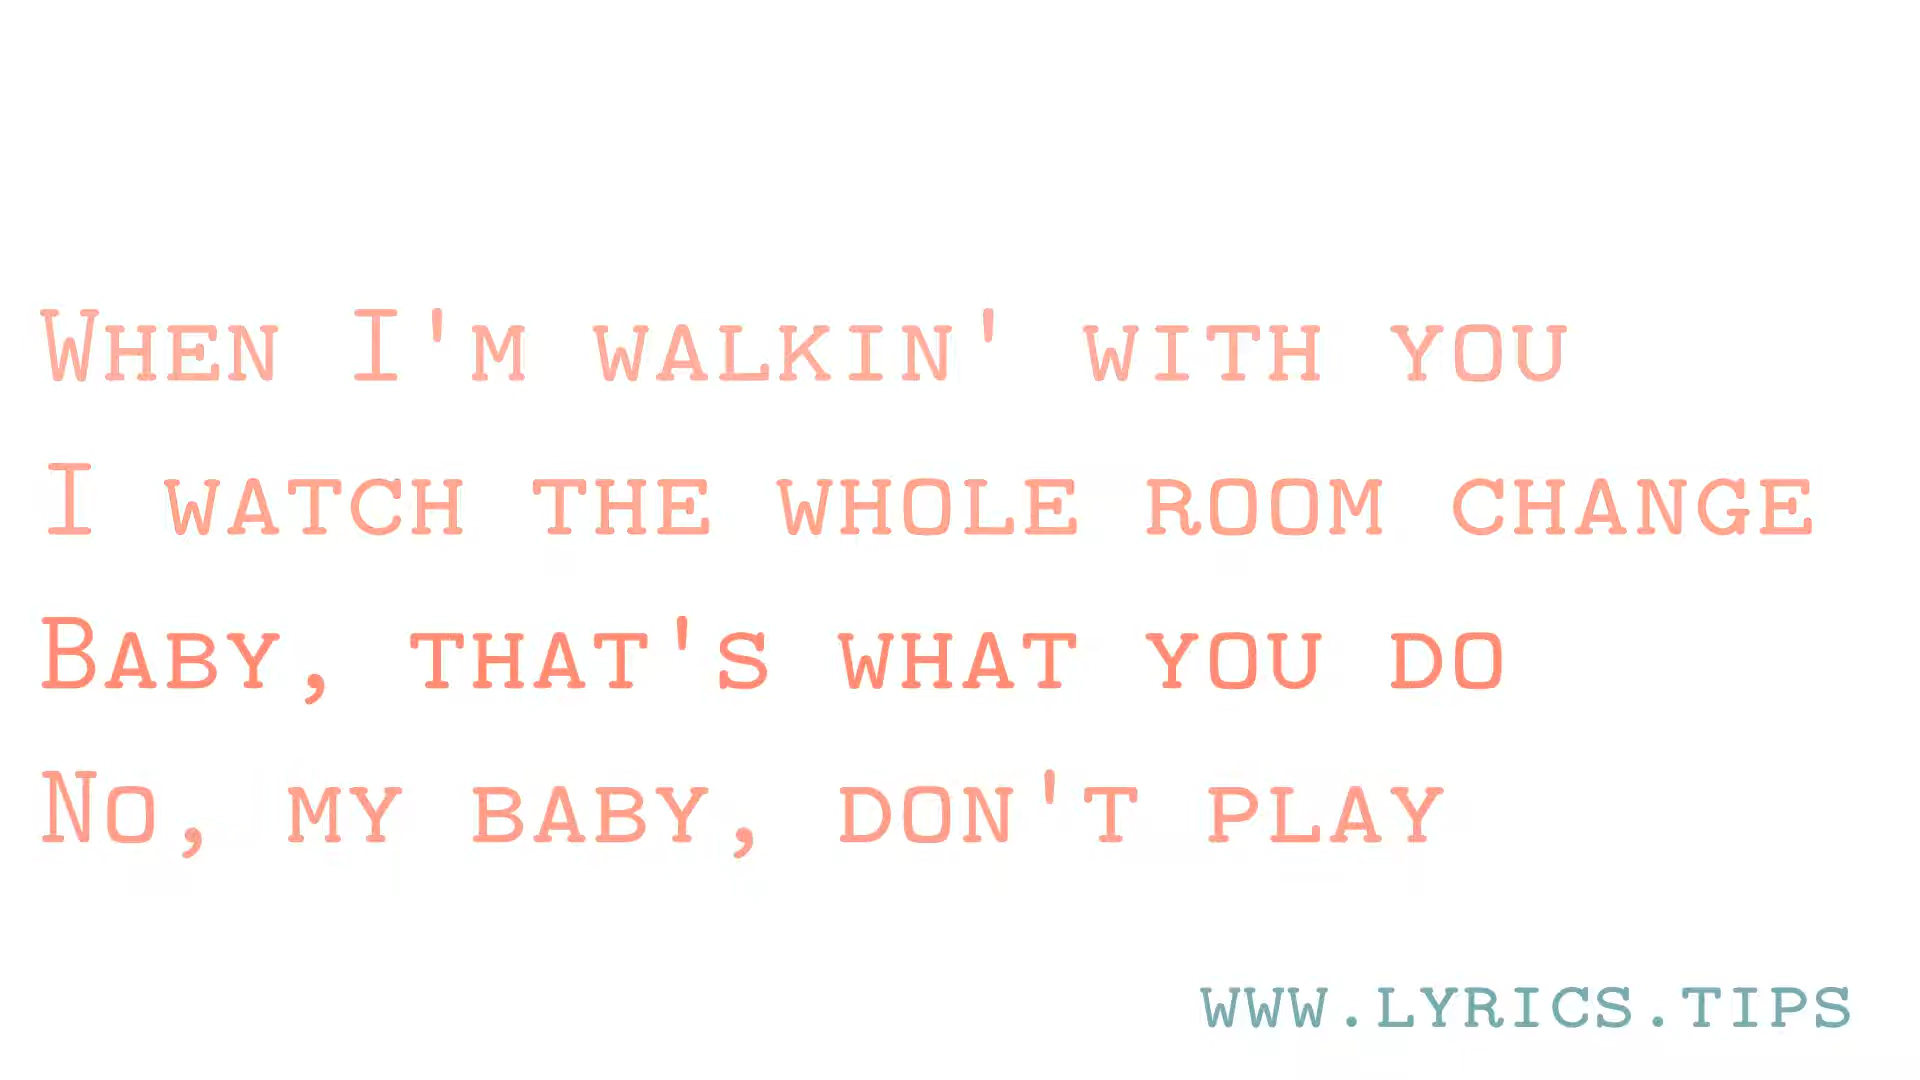 When I'm walkin' with you
I watch the whole room change
Baby, that's what you do
No, my baby, don't play
www.lyrics.tips